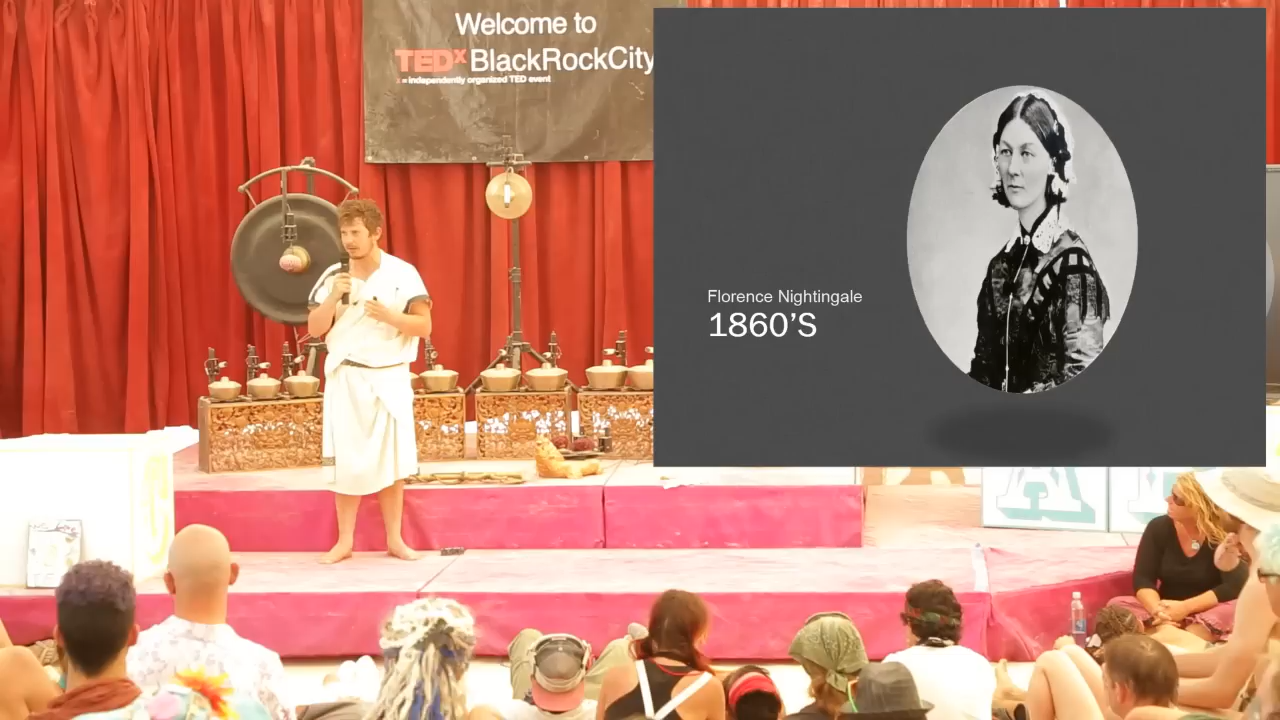 Welcome to
TEDx BlackRockCity
= independently organized TED event
Florence Nightingale
1860’S
A